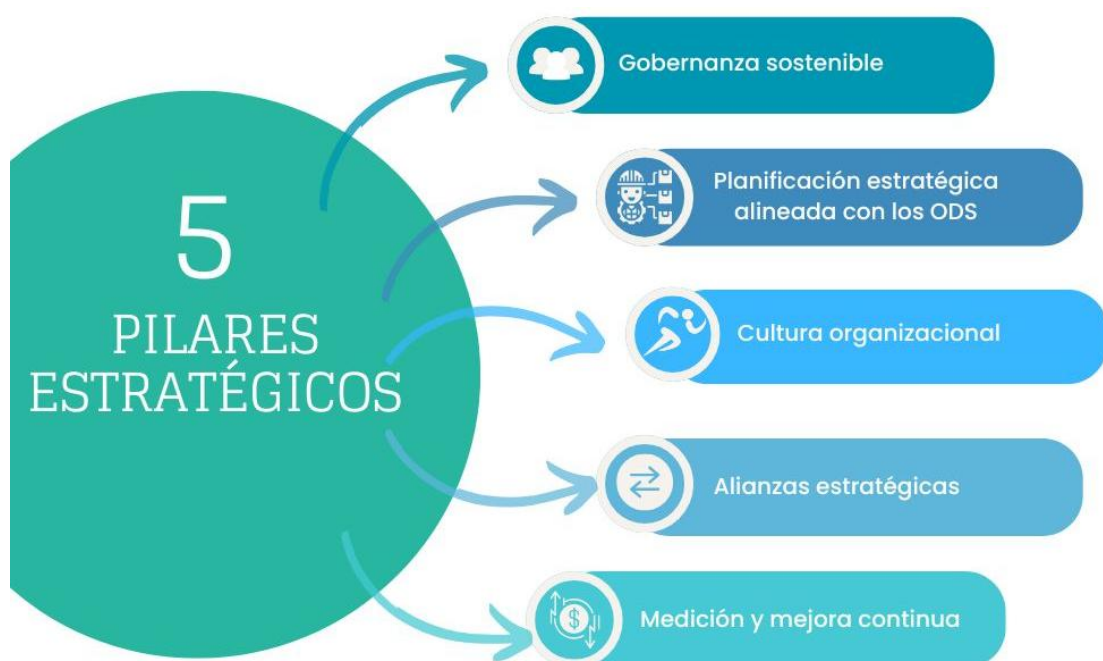 5
PILARES
ESTRATÉGICOS
Gobernanza sostenible
Planificación estratégica
alineada con los ODS
Cultura organizacional
Alianzas estratégicas
Medición y mejora continua